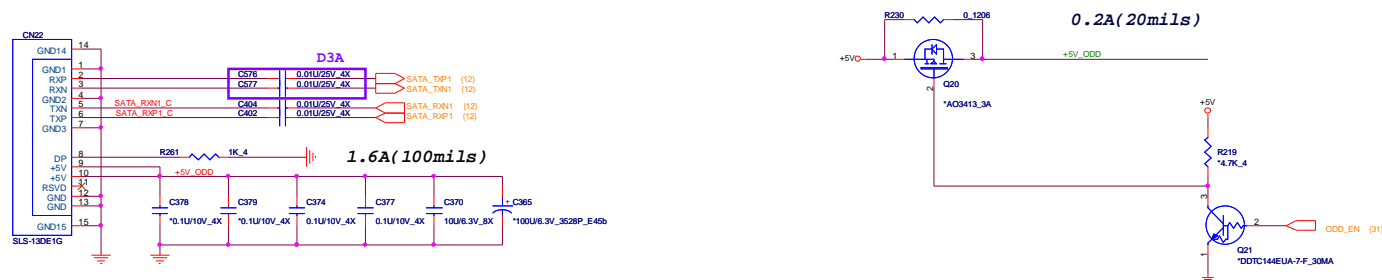 CN22
GND14 14
GND1 1
RXP 2
RXN 3
GND2 4
TXN 5
TXP 6
GND3 7
DP 8
+5V 9
+5V 10
RSVD 11
GND 12
GND 13
GND15 15
SLS-13DE1G
D3A
C576 0.01U/25V_4X SATA_TXP1 {12}
C577 0.01U/25V_4X SATA_TXN1 {12}
SATA_RXN1_C C404 0.01U/25V_4X SATA_RXN1 {12}
SATA_RXP1_C C402 0.01U/25V_4X SATA_RXP1 {12}
R261 1K_4
1.6A(100mils)
+5V_ODD
C378
*0.1U/10V_4X
C379
*0.1U/10V_4X
C374
0.1U/10V_4X
C377
0.1U/10V_4X
C370
10U/6.3V_8X
+ C365
*100U/6.3V_3528P_E45b
R230 0_1206
0.2A(20mils)
+5V 1 3 +5V_ODD
2
Q20
*AO3413_3A
+5V
R219
*4.7K_4
3
2
1
ODD_EN {31}
Q21
*DDTC144EUA-7-F_30MA